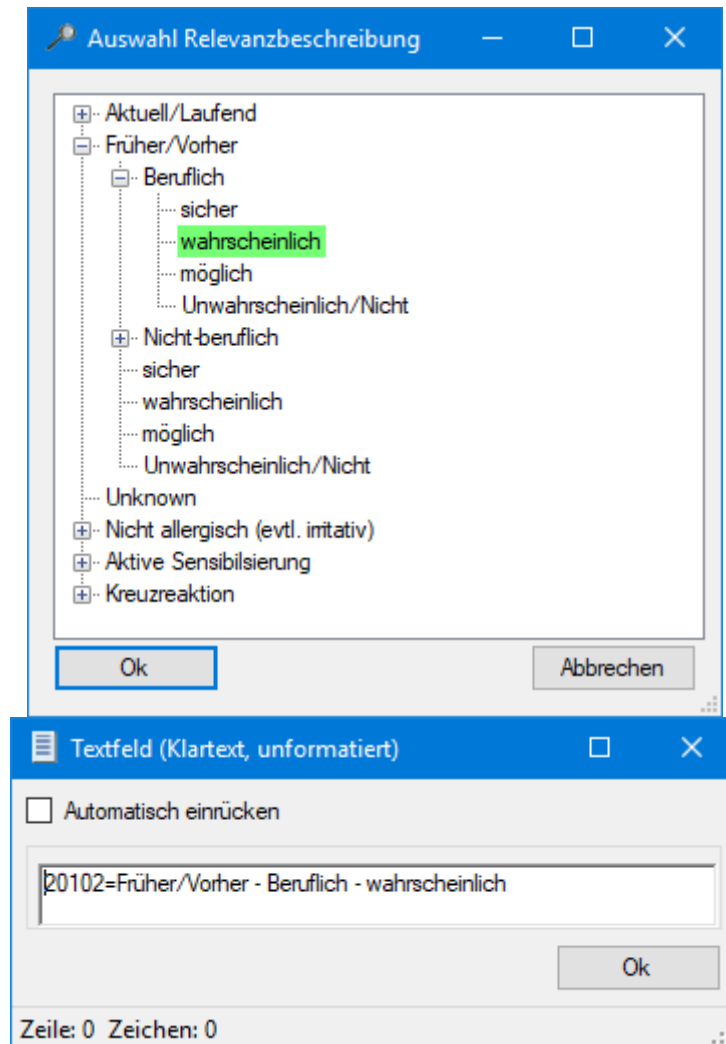 Auswahl Relevanzbeschreibung
Aktuell/Laufend
Früher/Vorher
Beruflich
sicher
wahrscheinlich
möglich
Unwahrscheinlich/Nicht
Nicht-beruflich
sicher
wahrscheinlich
möglich
Unwahrscheinlich/Nicht
Unknown
Nicht allergisch (evtl. irritativ)
Aktive Sensibilsierung
Kreuzreaktion
Ok Abbrechen
Textfeld (Klartext, unformatiert)
Automatisch einrücken
20102=Früher/Vorher - Beruflich - wahrscheinlich
Ok
Zeile: 0 Zeichen: 0